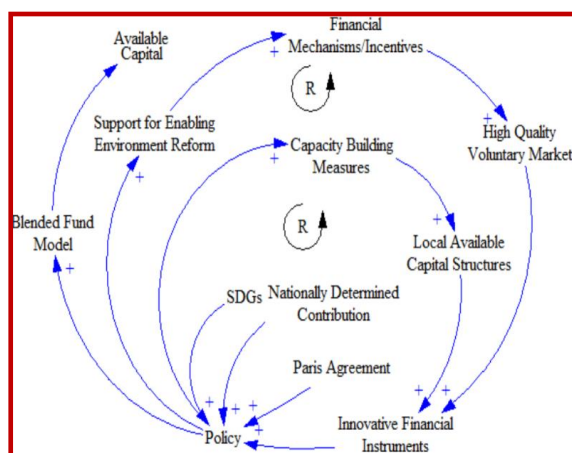 Available
Capital
Financial
Mechanisms/Incentives
+
R
Support for Enabling
Environment Reform
+
+
High Quality
Voluntary Market
Capacity Building
Measures
+
R
+
Blended Fund
Model
+
Local Available
Capital Structures
SDGs
Nationally Determined
Contribution
Paris Agreement
+
+
+
+
+
+
Policy
Innovative Financial
Instruments